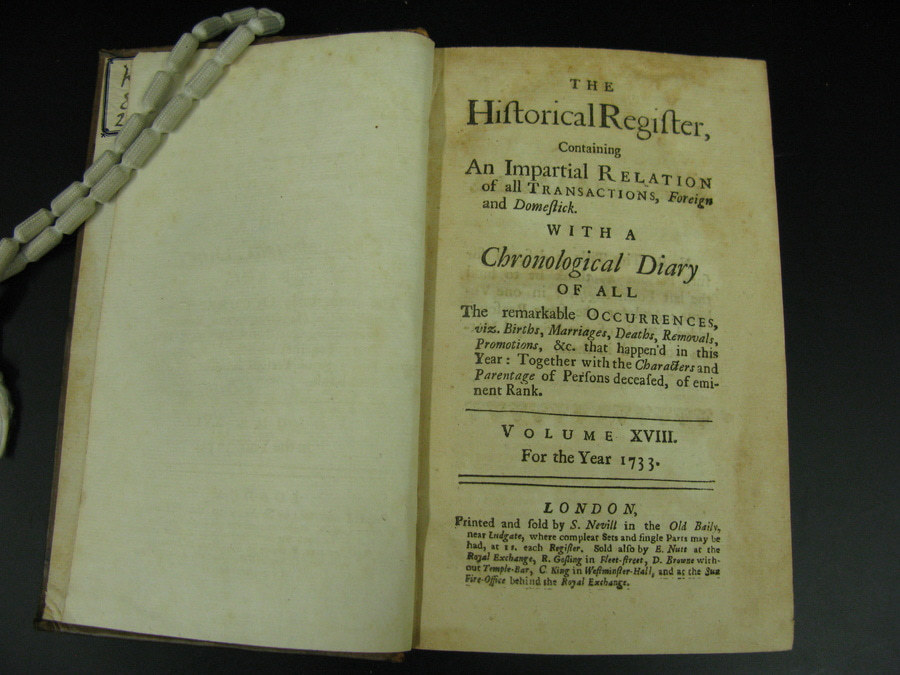 THE
Hiſtorical Regiſter,
Containing
An Impartial RELATION
of all TRANSACTIONS, Foreign
and Domeſtick.
WITH A
Chronological Diary
OF ALL
The remarkable OCCURRENCES,
viz. Births, Marriages, Deaths, Removals,
Promotions, &c. that happen'd in this
Year: Together with the Characters and
Parentage of Perſons deceaſed, of emi-
nent Rank.
VOLUME XVIII.
For the Year 1733.
LONDON,
Printed and ſold by S. Nevill in the Old Baily,
near Ludgate, where compleat Sets and ſingle Parts may be
had, at 1s. each Regiſter. Sold alſo by E. Nutt at the
Royal Exchange, R. Goſling in Fleet-ſtreet, D. Browne with-
out Temple-Bar, C. King in Weſtminſter-Hall, and at the Sun
Fire-Office behind the Royal Exchange.